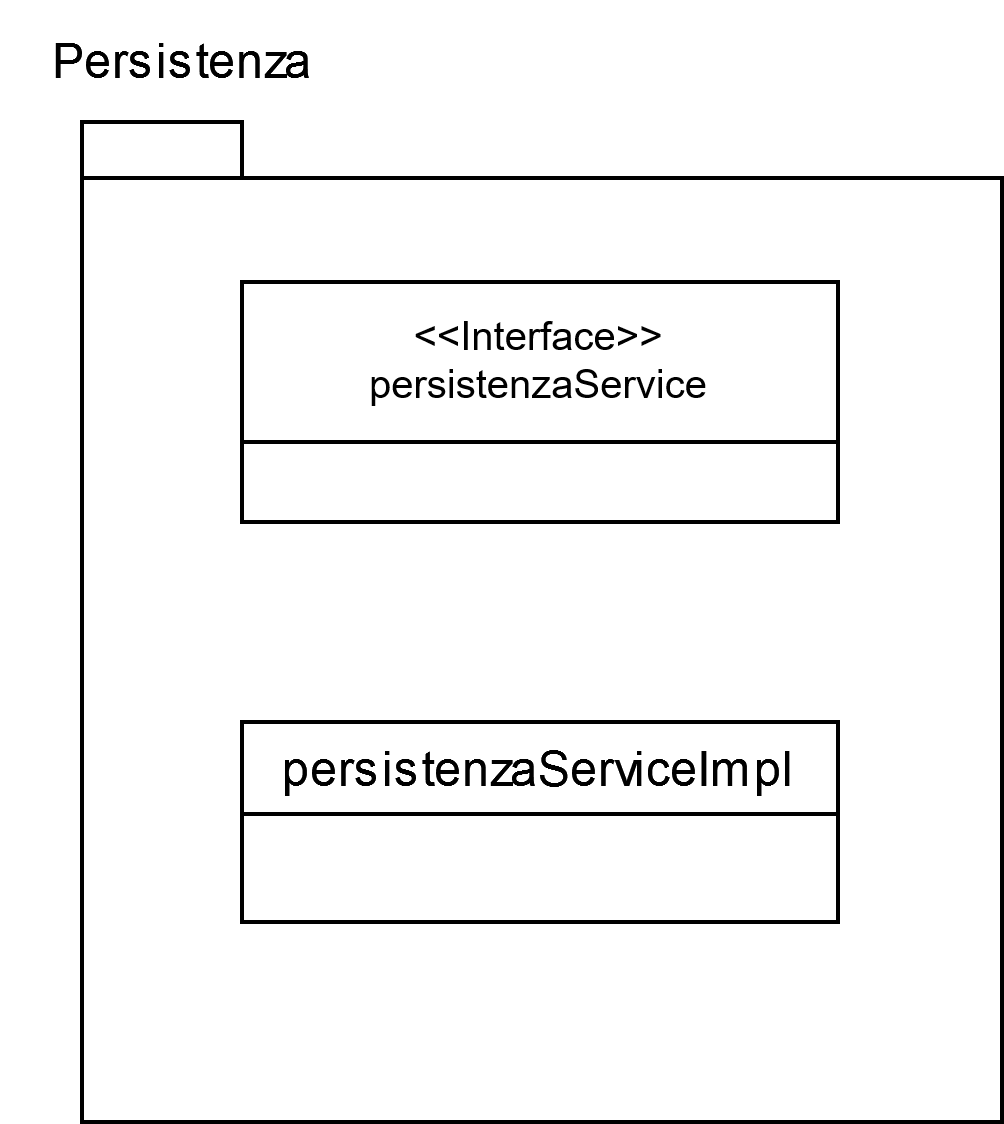 Persistenza
<<Interface>>
persistenzaService
persistenzaServiceImpl